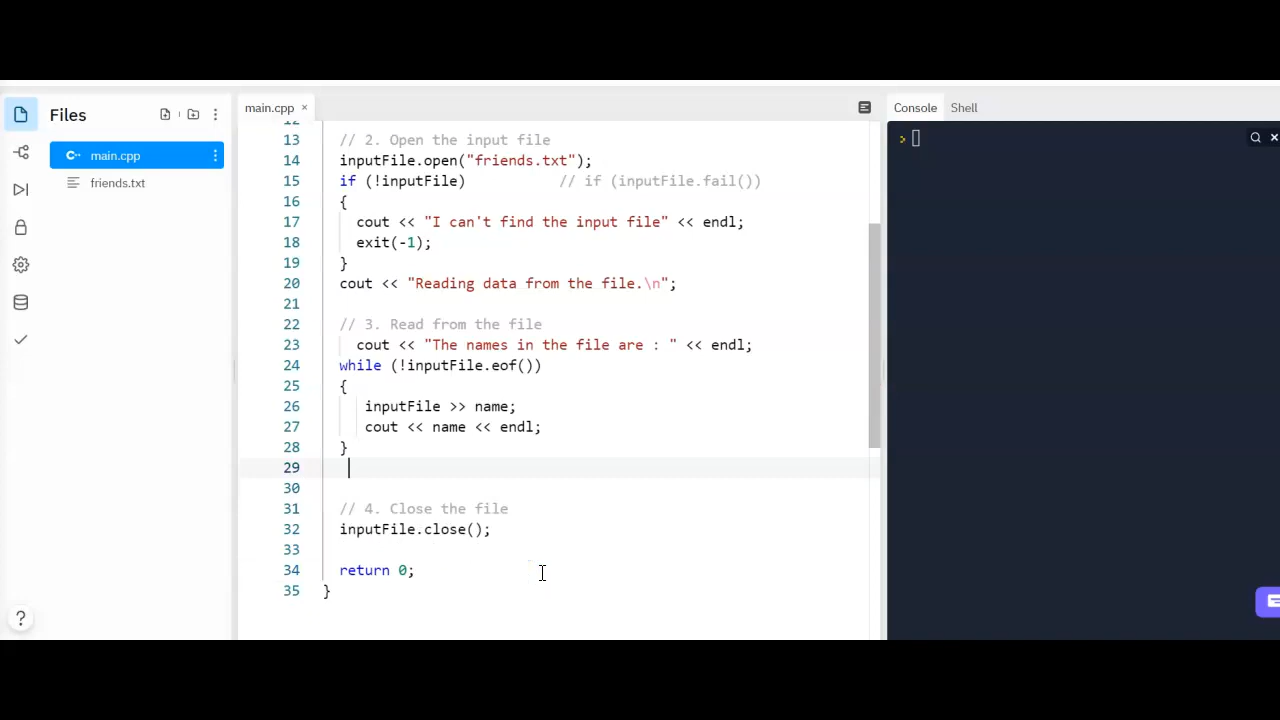 Files
main.cpp
friends.txt
main.cpp ×
12
13 // 2. Open the input file
14 inputFile.open("friends.txt");
15 if (!inputFile) // if (inputFile.fail())
16 {
17 cout << "I can't find the input file" << endl;
18 exit(-1);
19 }
20 cout << "Reading data from the file.\n";
21
22 // 3. Read from the file
23 cout << "The names in the file are : " << endl;
24 while (!inputFile.eof())
25 {
26 inputFile >> name;
27 cout << name << endl;
28 }
29
30
31 // 4. Close the file
32 inputFile.close();
33
34 return 0;
35 }
Console Shell
>
?